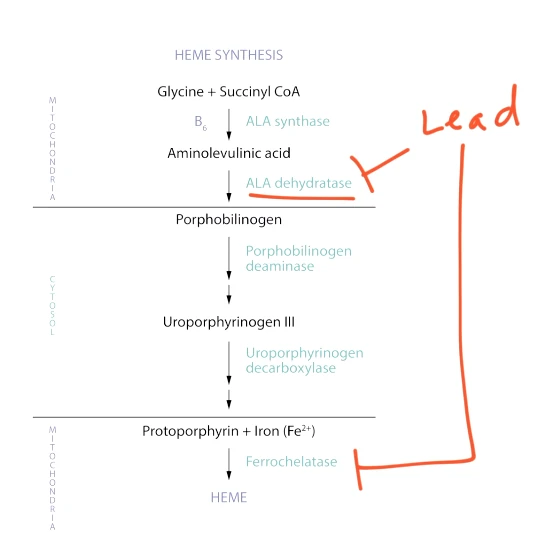 HEME SYNTHESIS
Glycine + Succinyl CoA
B6
ALA synthase
Lead
Aminolevulinic acid
ALA dehydratase
MITOCHONDRIA
Porphobilinogen
Porphobilinogen
deaminase
CYTOSOL
Uroporphyrinogen III
Uroporphyrinogen
decarboxylase
Protoporphyrin + Iron (Fe²⁺)
Ferrochelatase
HEME
MITOCHONDRIA